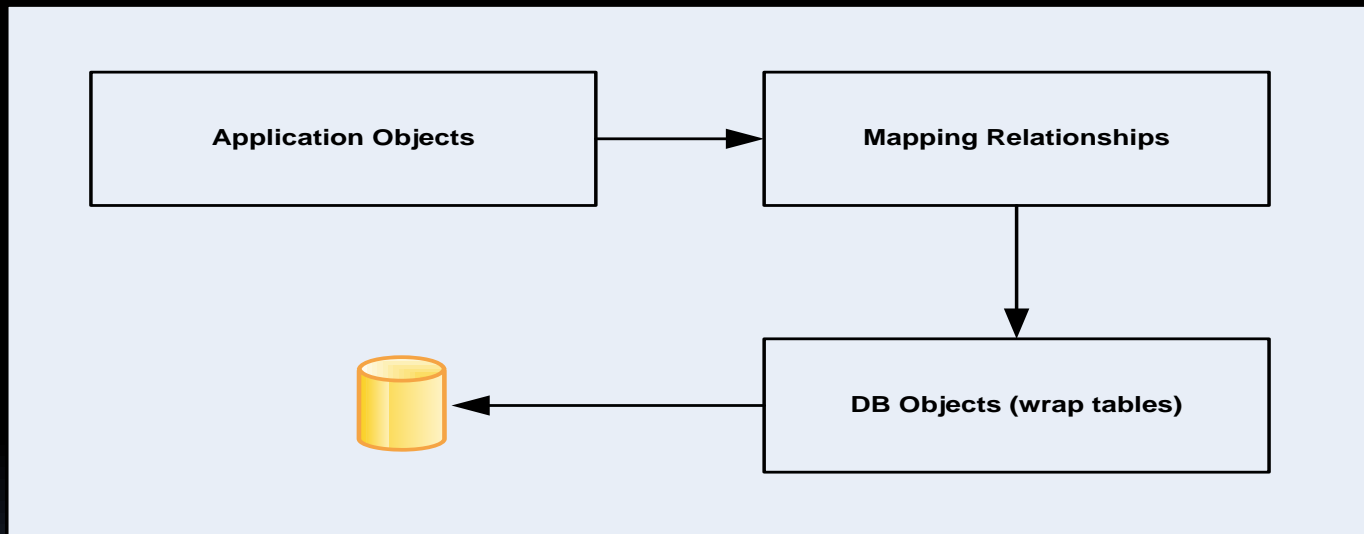 Application Objects
Mapping Relationships
DB Objects (wrap tables)